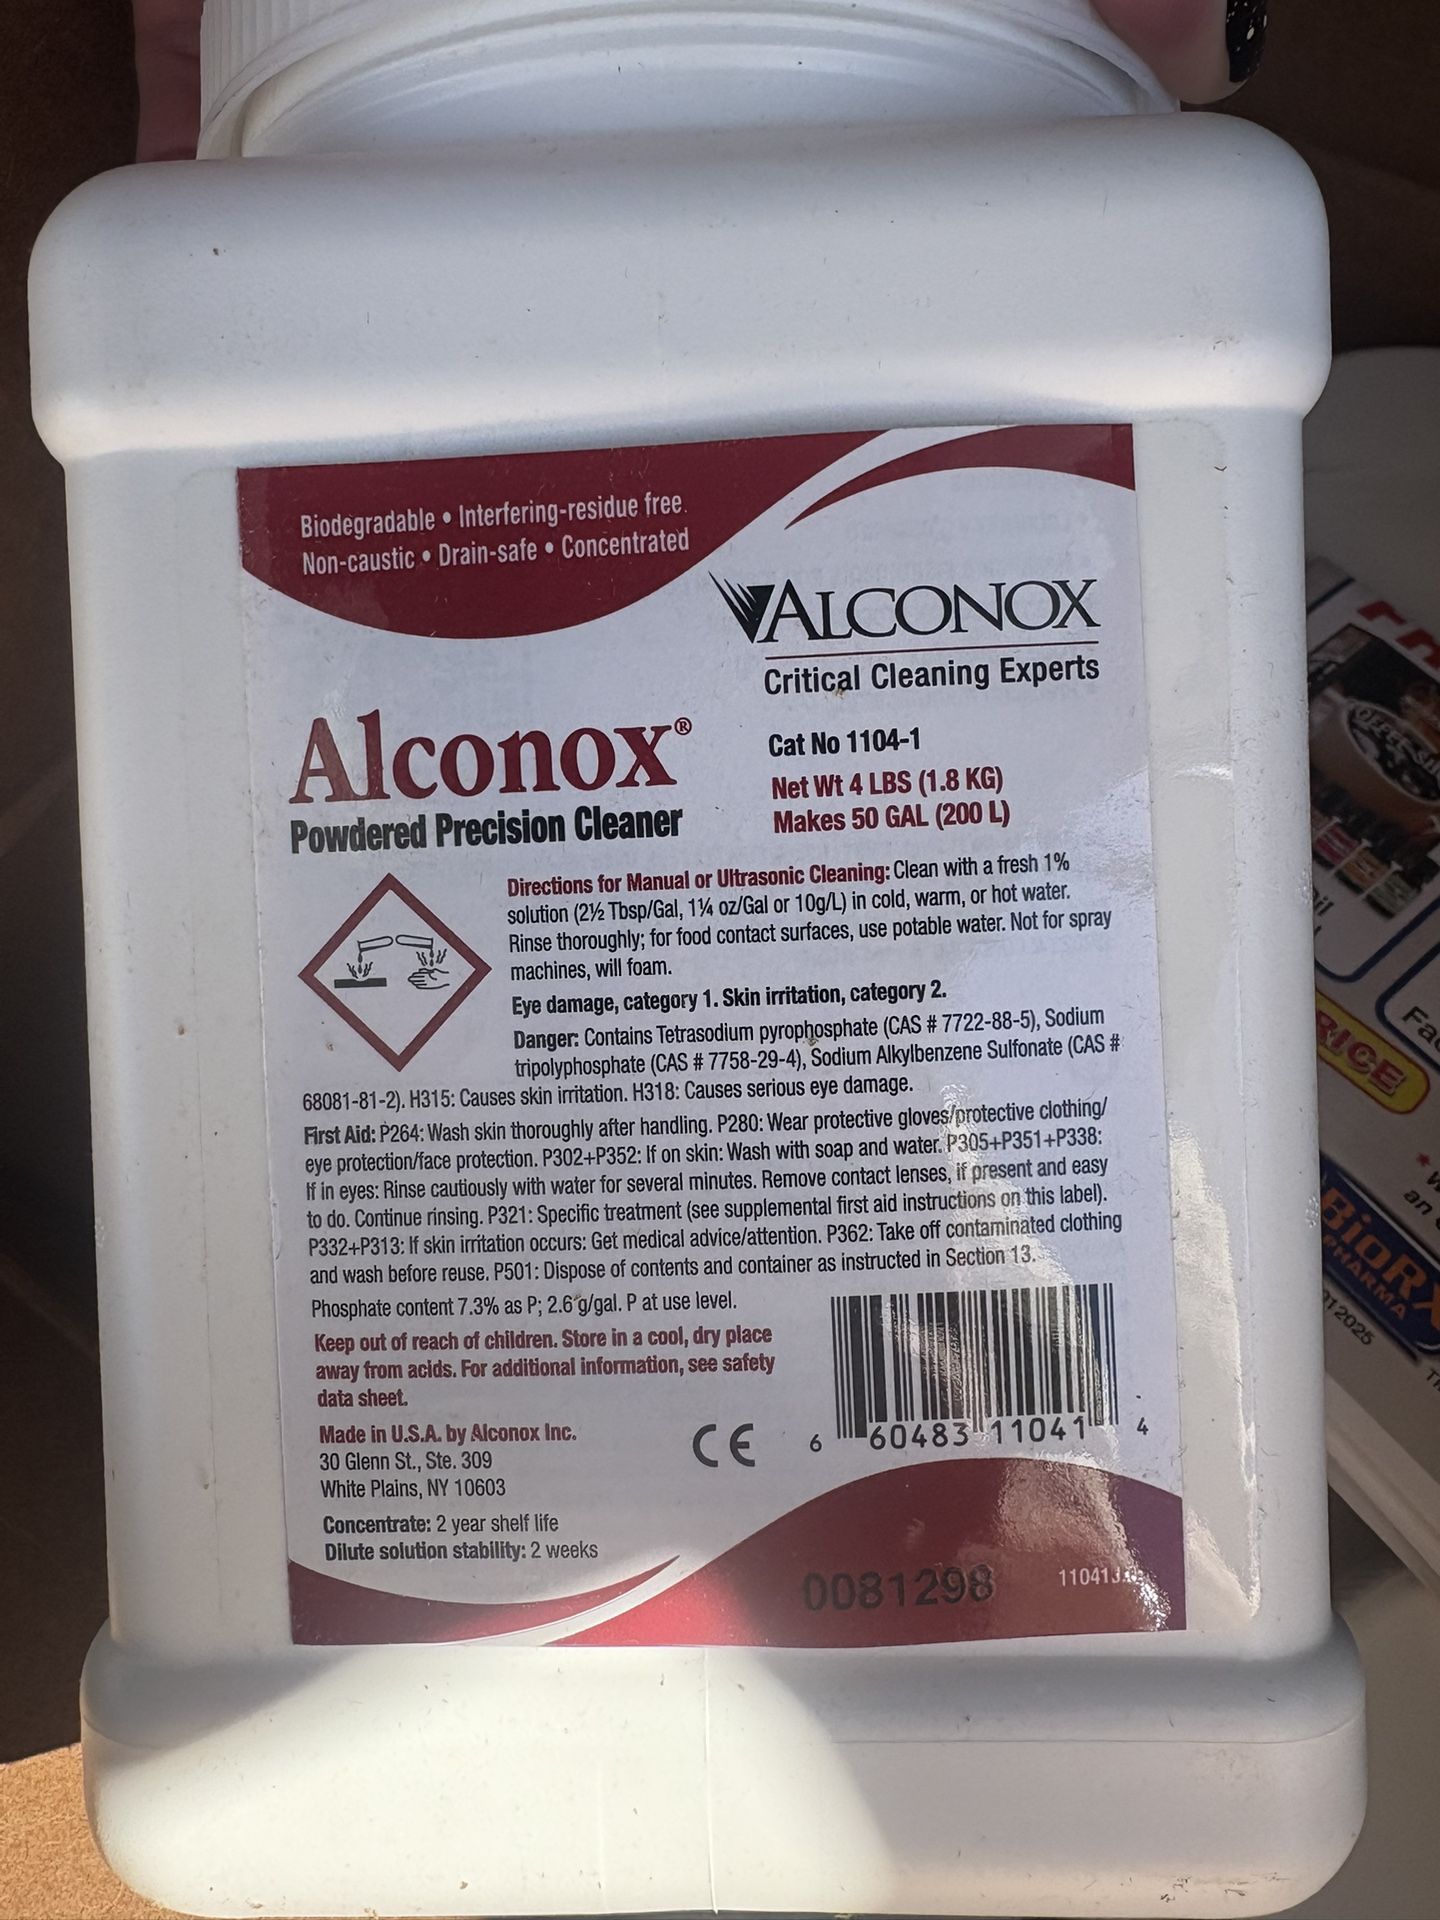 Biodegradable • Interfering-residue free
Non-caustic • Drain-safe • Concentrated
ALCONOX
Critical Cleaning Experts
Alconox®
Powdered Precision Cleaner
Cat No 1104-1
Net Wt 4 LBS (1.8 KG)
Makes 50 GAL (200 L)
Directions for Manual or Ultrasonic Cleaning: Clean with a fresh 1%
solution (2½ Tbsp/Gal, 1¼ oz/Gal or 10g/L) in cold, warm, or hot water.
Rinse thoroughly; for food contact surfaces, use potable water. Not for spray
machines, will foam.
Eye damage, category 1. Skin irritation, category 2.
Danger: Contains Tetrasodium pyrophosphate (CAS # 7722-88-5), Sodium
tripolyphosphate (CAS # 7758-29-4), Sodium Alkylbenzene Sulfonate (CAS #
68081-81-2). H315: Causes skin irritation. H318: Causes serious eye damage.
First Aid: P264: Wash skin thoroughly after handling. P280: Wear protective gloves/protective clothing/
eye protection/face protection. P302+P352: If on skin: Wash with soap and water. P305+P351+P338:
If in eyes: Rinse cautiously with water for several minutes. Remove contact lenses, if present and easy
to do. Continue rinsing. P321: Specific treatment (see supplemental first aid instructions on this label).
P332+P313: If skin irritation occurs: Get medical advice/attention. P362: Take off contaminated clothing
and wash before reuse. P501: Dispose of contents and container as instructed in Section 13.
Phosphate content 7.3% as P; 2.6 g/gal. P at use level.
Keep out of reach of children. Store in a cool, dry place
away from acids. For additional information, see safety
data sheet.
Made in U.S.A. by Alconox Inc.
30 Glenn St., Ste. 309
White Plains, NY 10603
CE
6 60483 11041 4
Concentrate: 2 year shelf life
Dilute solution stability: 2 weeks
0081298
11041J
RICE
BioRx
PHARMA
2025